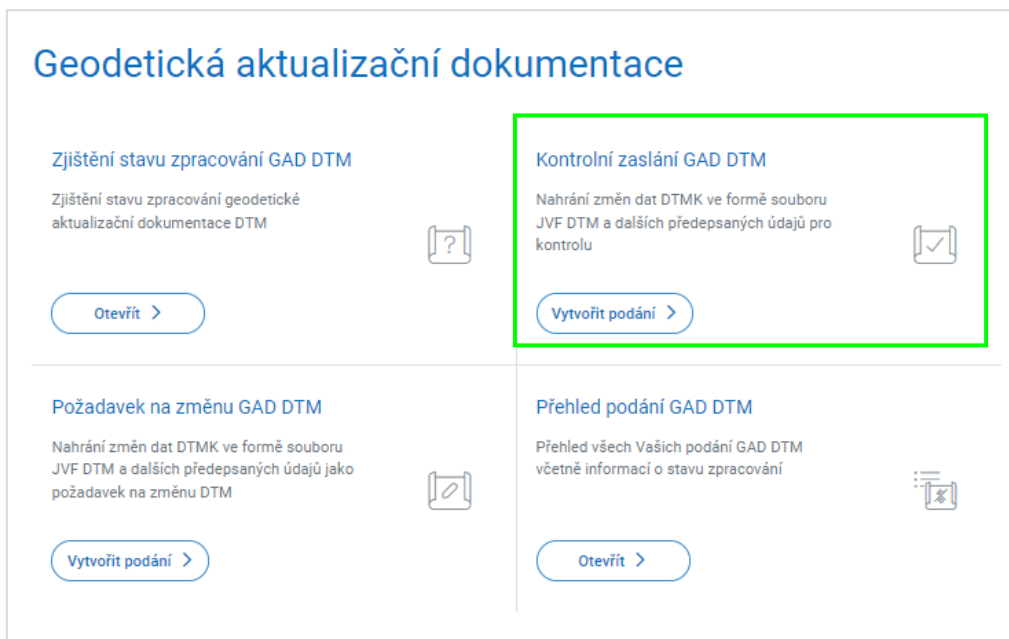 Geodetická aktualizační dokumentace
Zjištění stavu zpracování GAD DTM
Zjištění stavu zpracování geodetické
aktualizační dokumentace DTM
Otevřít
Kontrolní zaslání GAD DTM
Nahrání změn dat DTMK ve formě souboru
JVF DTM a dalších předepsaných údajů pro
kontrolu
Vytvořit podání
Požadavek na změnu GAD DTM
Nahrání změn dat DTMK ve formě souboru
JVF DTM a dalších předepsaných údajů jako
požadavek na změnu DTM
Vytvořit podání
Přehled podání GAD DTM
Přehled všech Vašich podání GAD DTM
včetně informací o stavu zpracování
Otevřít